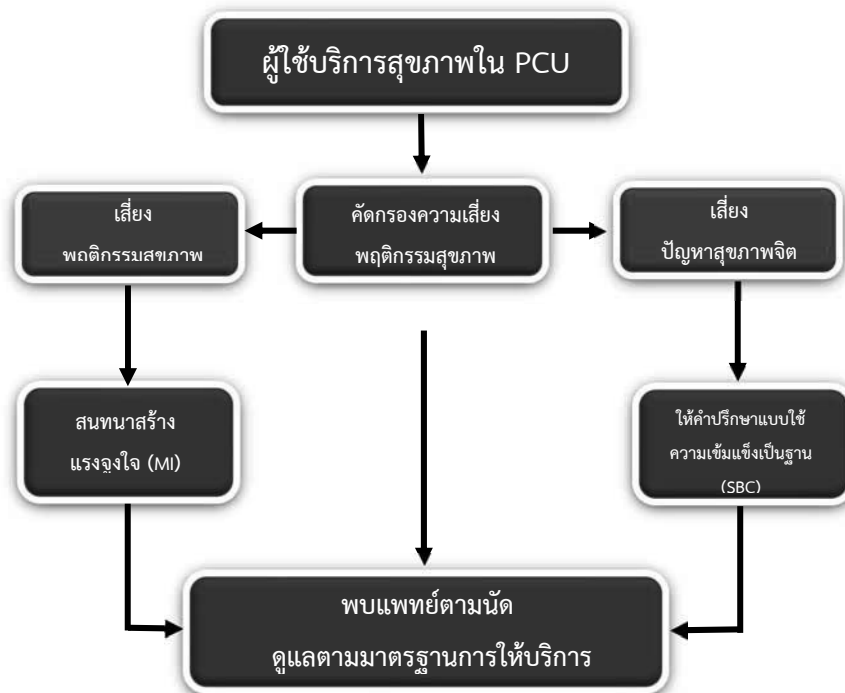 ผู้ใช้บริการสุขภาพใน PCU
เสี่ยง
พฤติกรรมสุขภาพ
คัดกรองความเสี่ยง
พฤติกรรมสุขภาพ
เสี่ยง
ปัญหาสุขภาพจิต
สนทนาสร้าง
แรงจูงใจ (MI)
ให้คำปรึกษาแบบใช้
ความเข้มแข็งเป็นฐาน
(SBC)
พบแพทย์ตามนัด
ดูแลตามมาตรฐานการให้บริการ